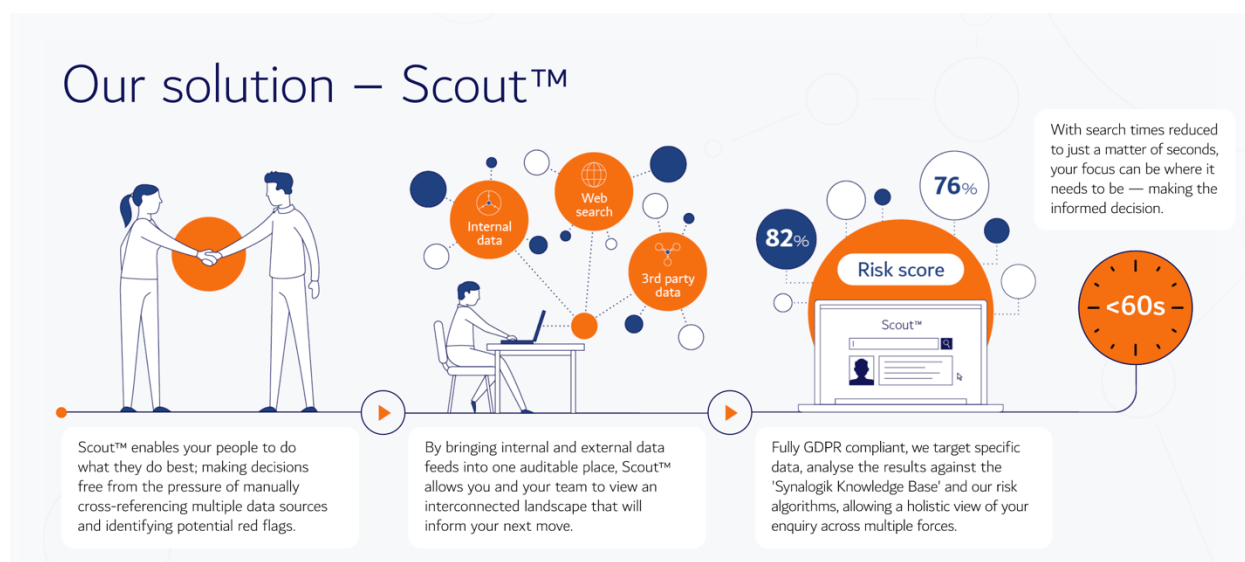 Our solution – Scout™
With search times reduced
to just a matter of seconds,
your focus can be where it
needs to be — making the
informed decision.
Internal
data
Web
search
3rd party
data
82%
76%
Risk score
Scout™
<60s
Scout™ enables your people to do
what they do best; making decisions
free from the pressure of manually
cross-referencing multiple data sources
and identifying potential red flags.
By bringing internal and external data
feeds into one auditable place, Scout™
allows you and your team to view an
interconnected landscape that will
inform your next move.
Fully GDPR compliant, we target specific
data, analyse the results against the
'Synalogik Knowledge Base' and our risk
algorithms, allowing a holistic view of your
enquiry across multiple forces.